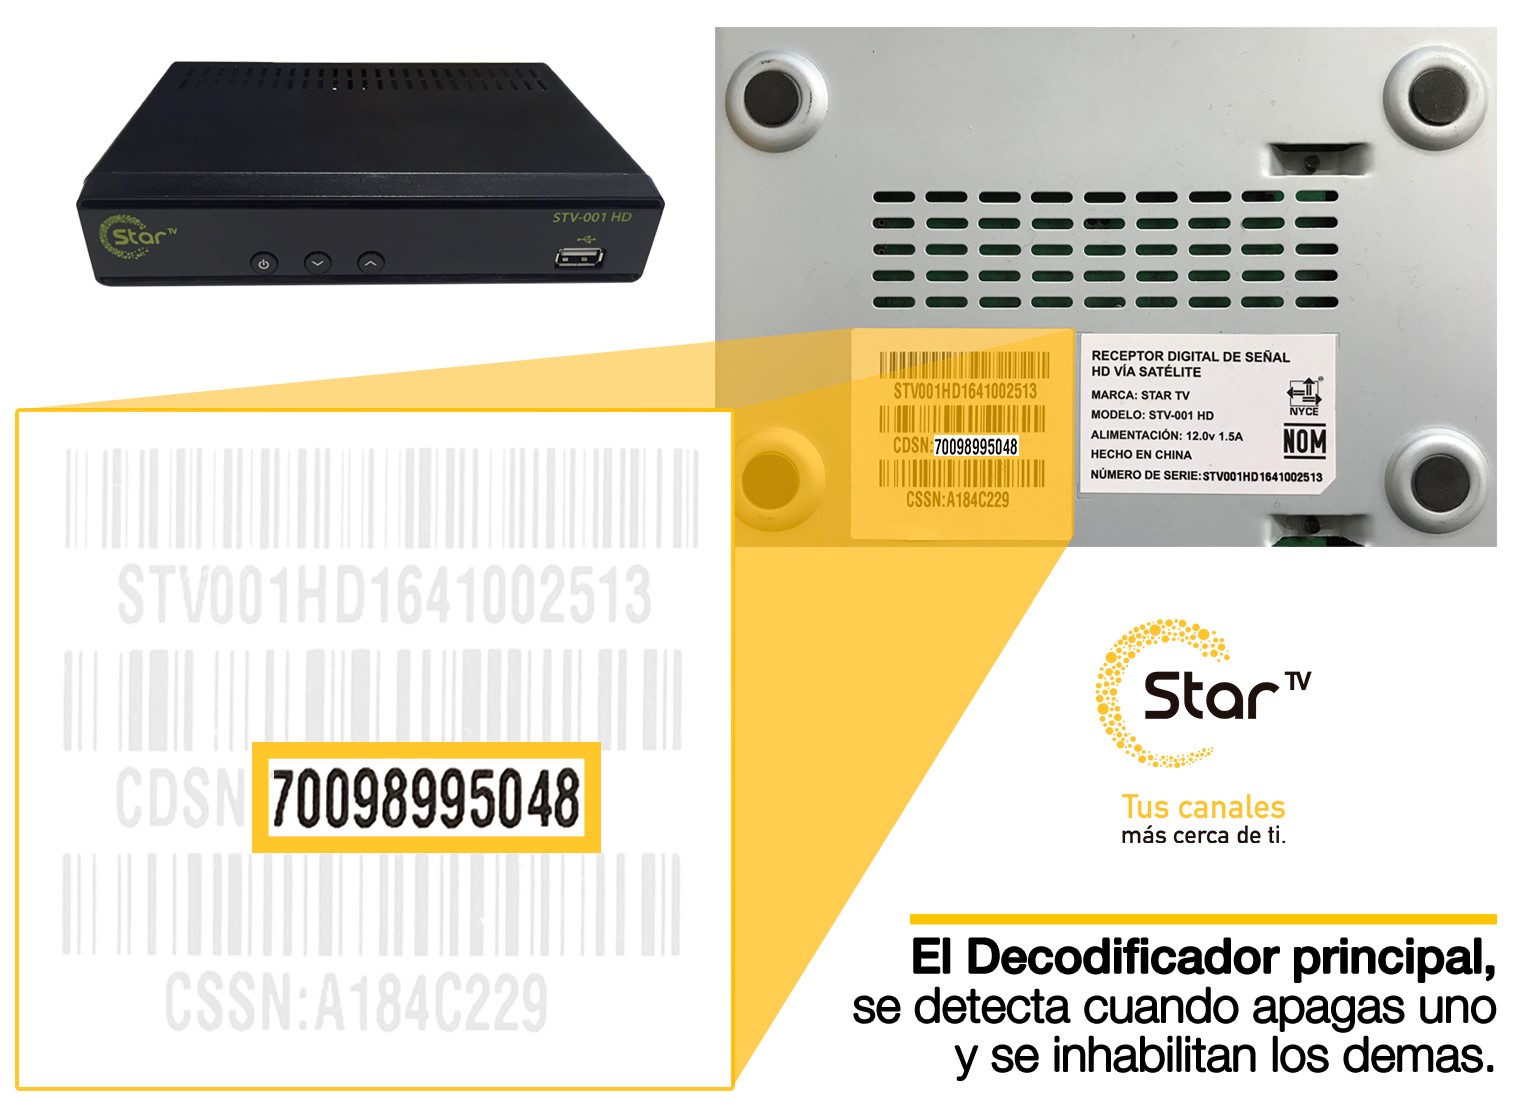 Star TV
STV-001 HD
STV001HD1641002513
CDSN:70098995048
CSSN:A184C229
RECEPTOR DIGITAL DE SEÑAL
HD VÍA SATÉLITE
MARCA: STAR TV
MODELO: STV-001 HD
ALIMENTACIÓN: 12.0v 1.5A
HECHO EN CHINA
NÚMERO DE SERIE: STV001HD1641002513
NYCE
NOM
STV001HD1641002513
CDSN 70098995048
CSSN:A184C229
Star TV
Tus canales
más cerca de ti.
El Decodificador principal,
se detecta cuando apagas uno
y se inhabilitan los demas.